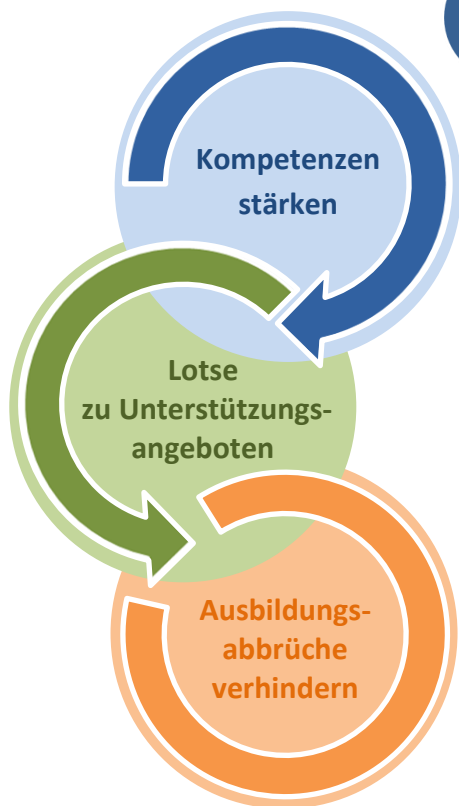 Kompetenzen
stärken
Lotse
zu Unterstützungs-
angeboten
Ausbildungs-
abbrüche
verhindern